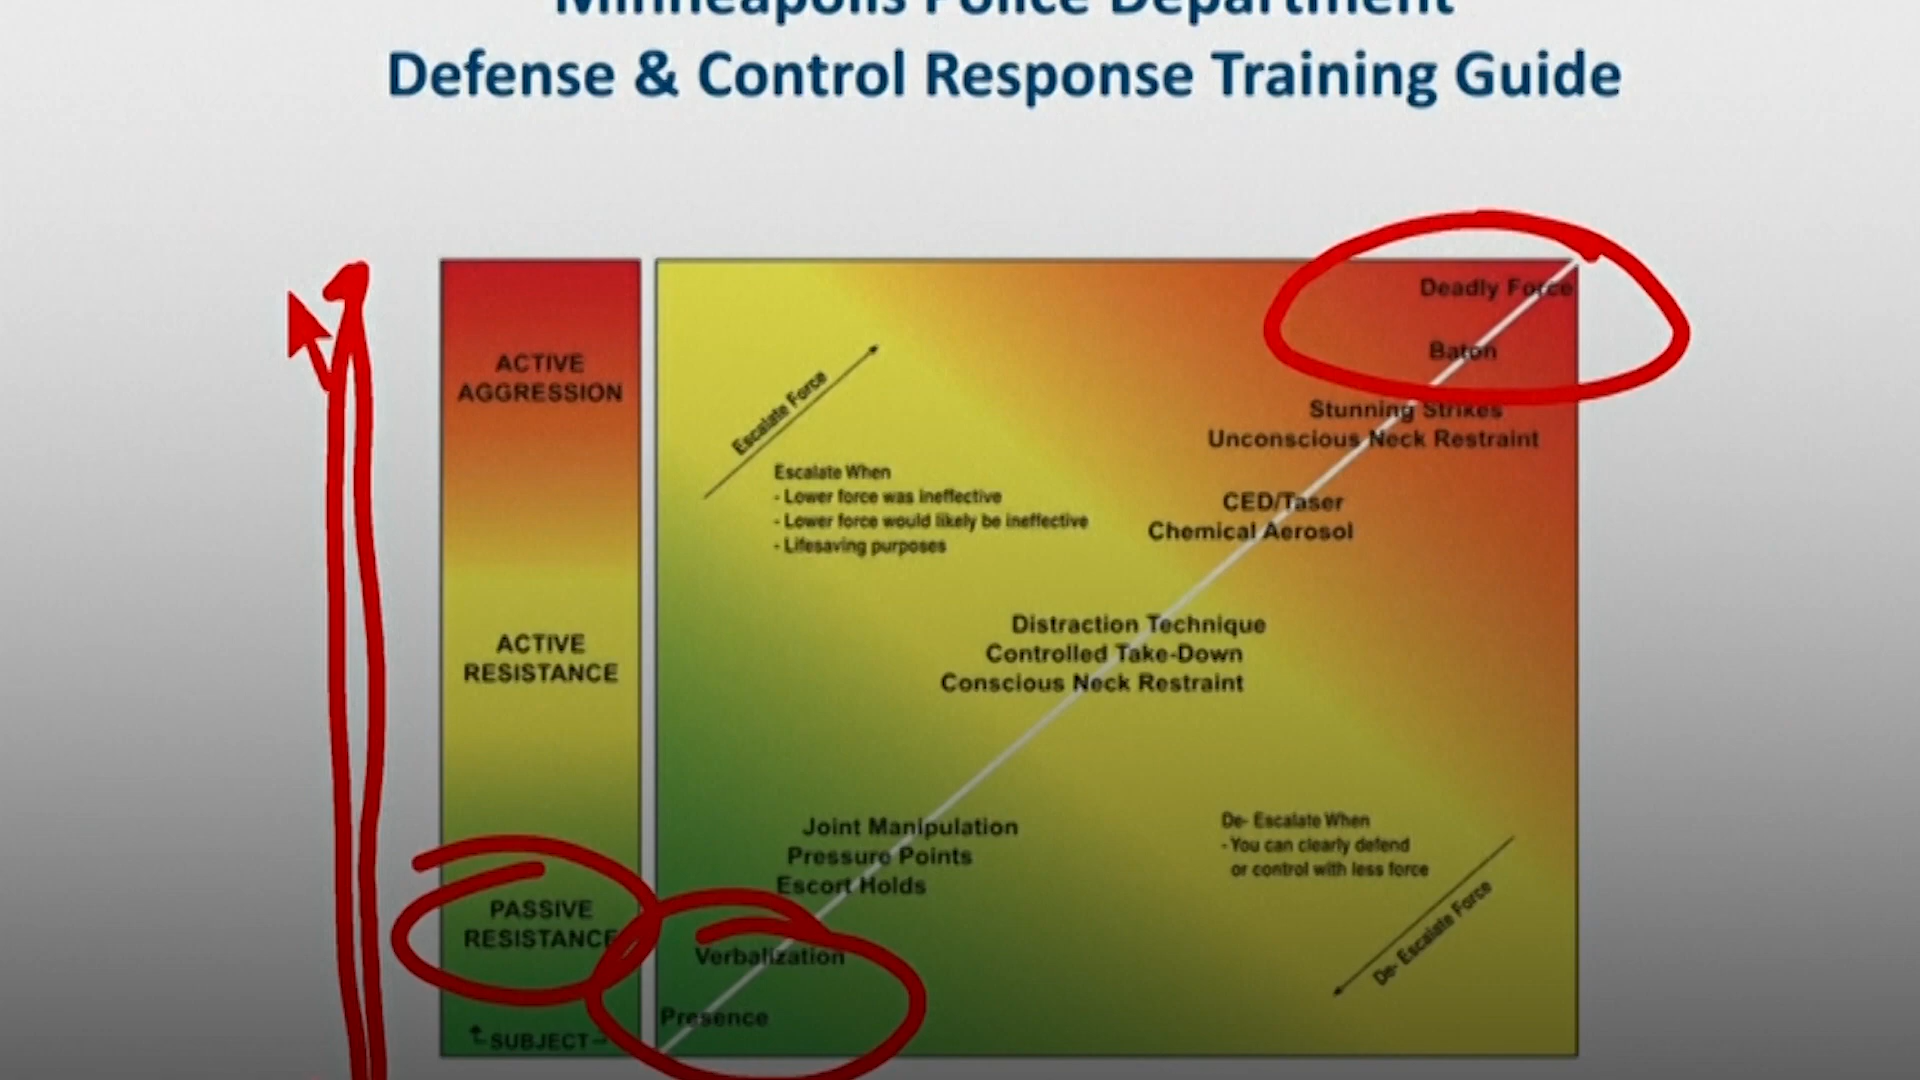 Minneapolis Police Department
Defense & Control Response Training Guide
ACTIVE
AGGRESSION
ACTIVE
RESISTANCE
PASSIVE
RESISTANCE
SUBJECT
Escalate Force
Escalate When
- Lower force was ineffective
- Lower force would likely be ineffective
- Lifesaving purposes
Deadly Force
Baton
Stunning Strikes
Unconscious Neck Restraint
CED/Taser
Chemical Aerosol
Distraction Technique
Controlled Take-Down
Conscious Neck Restraint
Joint Manipulation
Pressure Points
Escort Holds
Verbalization
Presence
De- Escalate When
- You can clearly defend
or control with less force
De- Escalate Force